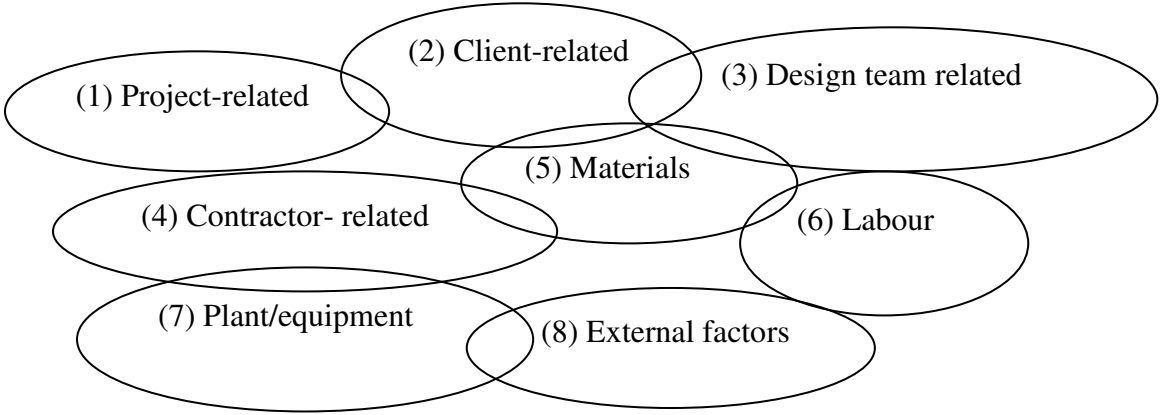 (2) Client-related
(1) Project-related
(3) Design team related
(5) Materials
(4) Contractor- related
(6) Labour
(7) Plant/equipment
(8) External factors